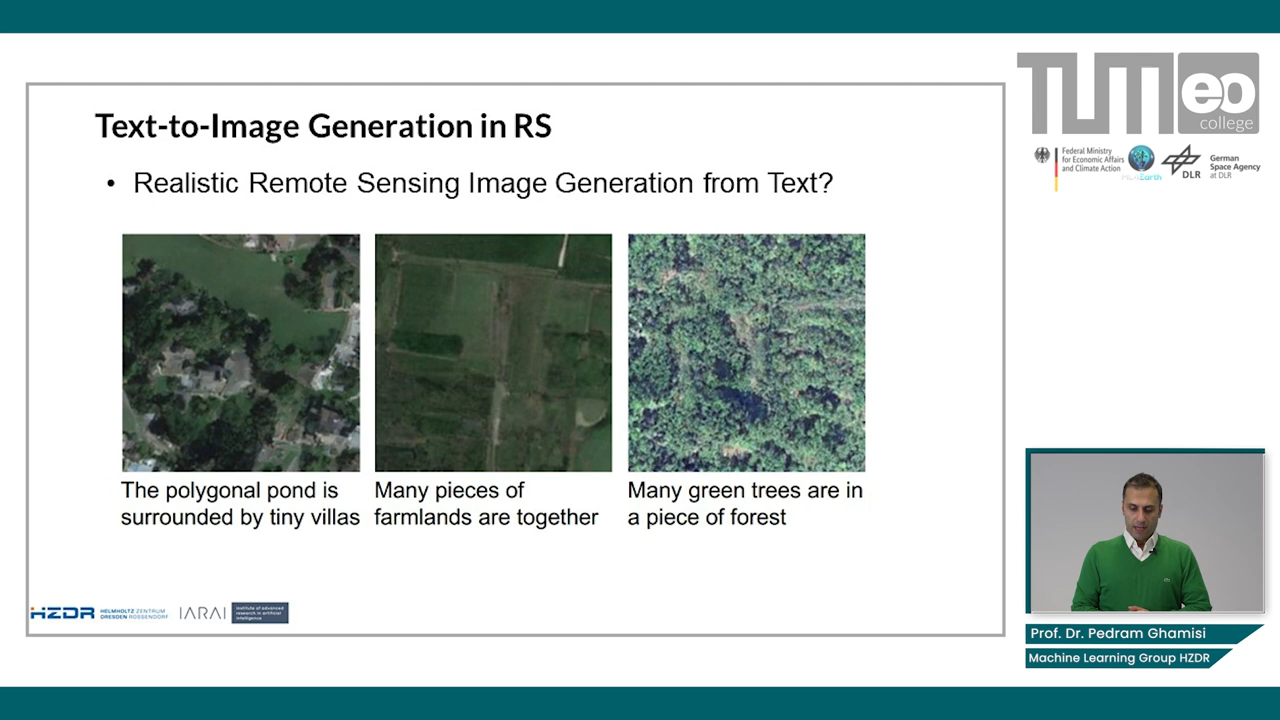 Text-to-Image Generation in RS
• Realistic Remote Sensing Image Generation from Text?
The polygonal pond is
surrounded by tiny villas
Many pieces of
farmlands are together
Many green trees are in
a piece of forest
HZDR
HELMHOLTZ ZENTRUM
DRESDEN ROSSENDORF
IARAI
institute of advanced
research in artificial
intelligence
TUM
eo
college
Federal Ministry
for Economic Affairs
and Climate Action
ML4Earth
DLR
German
Space Agency
at DLR
Prof. Dr. Pedram Ghamisi
Machine Learning Group HZDR